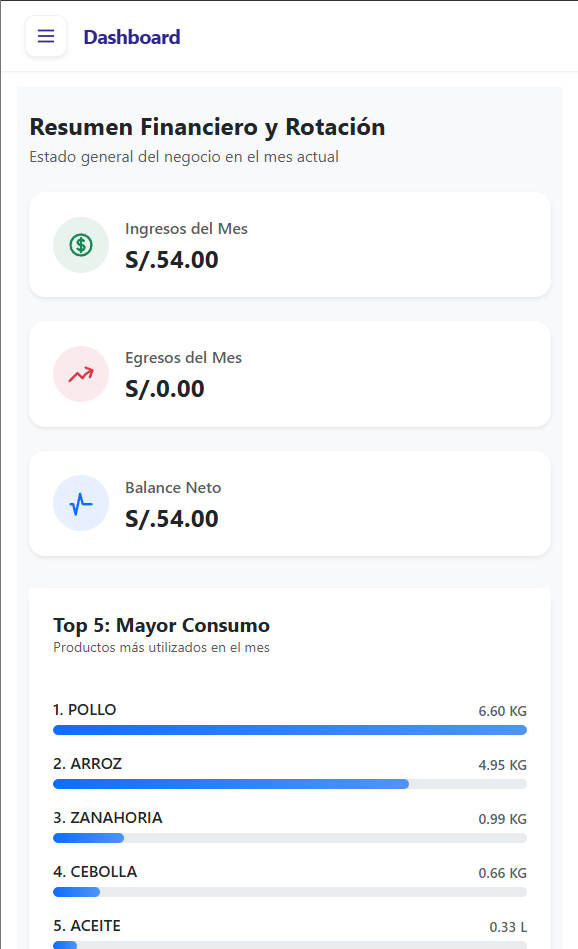 Dashboard
Resumen Financiero y Rotación
Estado general del negocio en el mes actual
Ingresos del Mes
S/.54.00
Egresos del Mes
S/.0.00
Balance Neto
S/.54.00
Top 5: Mayor Consumo
Productos más utilizados en el mes
1. POLLO 6.60 KG
2. ARROZ 4.95 KG
3. ZANAHORIA 0.99 KG
4. CEBOLLA 0.66 KG
5. ACEITE 0.33 L